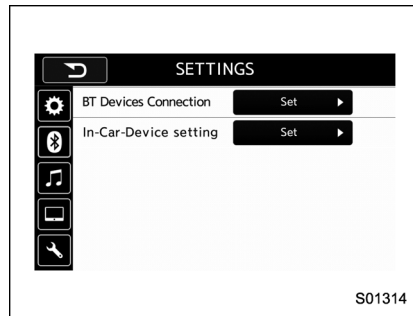 SETTINGS
BT Devices Connection Set
In-Car-Device setting Set
S01314